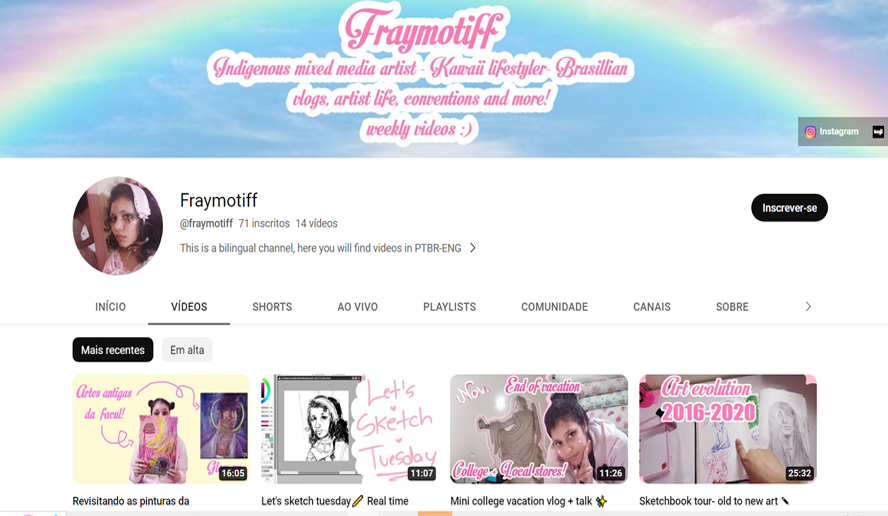 Fraymotiff
Indigenous mixed media artist - Kawaii lifestyler- Brasillian
vlogs, artist life, conventions and more!
weekly videos :)
Instagram
Fraymotiff
@fraymotiff 71 inscritos 14 vídeos
Inscrever-se
This is a bilingual channel, here you will find videos in PTBR-ENG
INÍCIO VÍDEOS SHORTS AO VIVO PLAYLISTS COMUNIDADE CANAIS SOBRE
Mais recentes Em alta
Artes antigas
da facul!
16:05
Let's
Sketch
Tuesday
11:07
Nov.
End of vacation
College + Local stores!
11:26
Art evolution
2016-2020
25:32
Revisitando as pinturas da
Let's sketch tuesday Real time
Mini college vacation vlog + talk
Sketchbook tour- old to new art